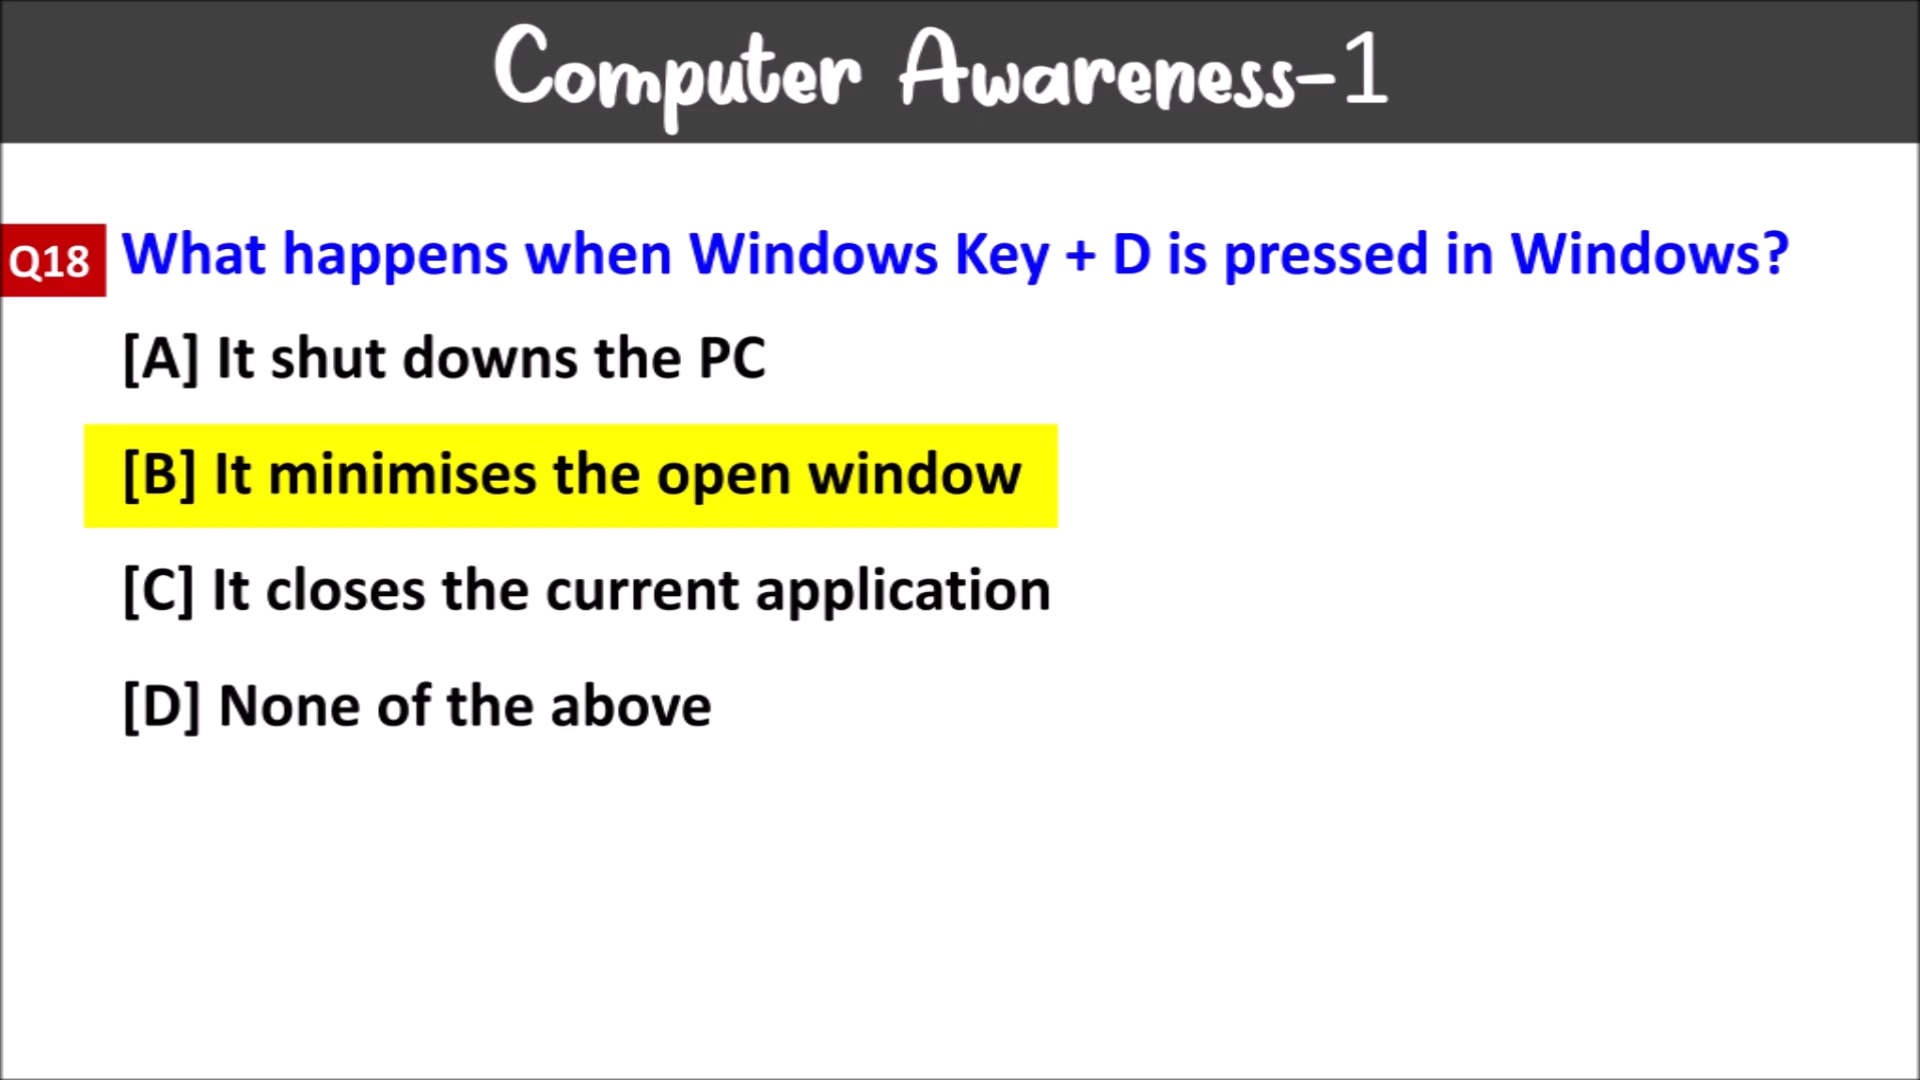 Computer Awareness-1
Q18 What happens when Windows Key + D is pressed in Windows?
[A] It shut downs the PC
[B] It minimises the open window
[C] It closes the current application
[D] None of the above